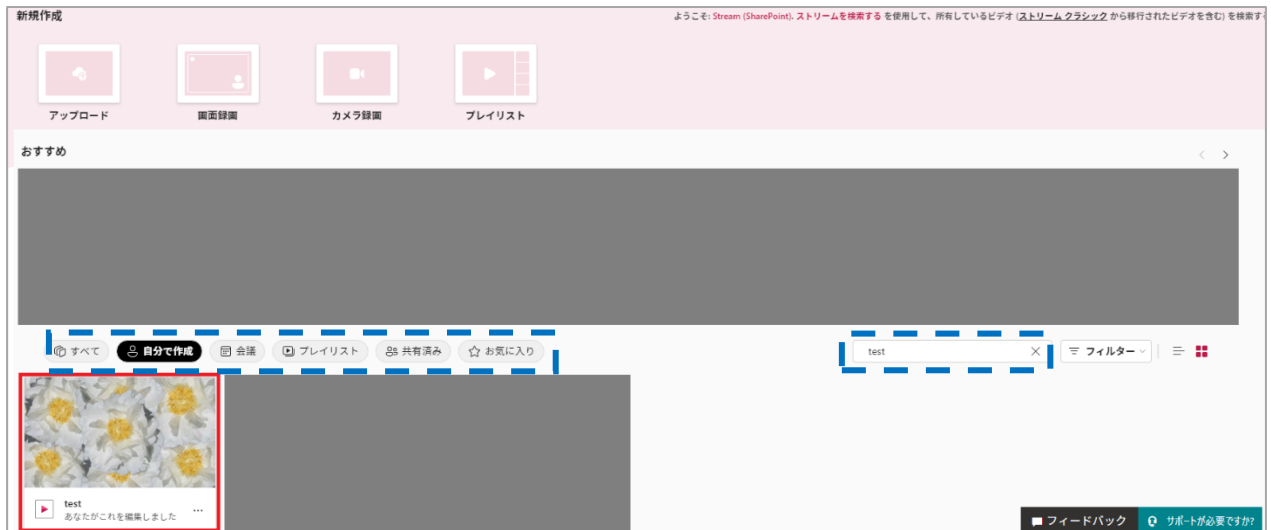 新規作成
ようこそ: Stream (SharePoint). ストリームを検索する を使用して、所有しているビデオ (ストリーム クラシック から移行されたビデオを含む) を検索す
アップロード
画面録画
カメラ録画
プレイリスト
おすすめ
すべて
自分で作成
会議
プレイリスト
共有済み
お気に入り
test
フィルター
test
あなたがこれを編集しました
フィードバック
サポートが必要ですか?